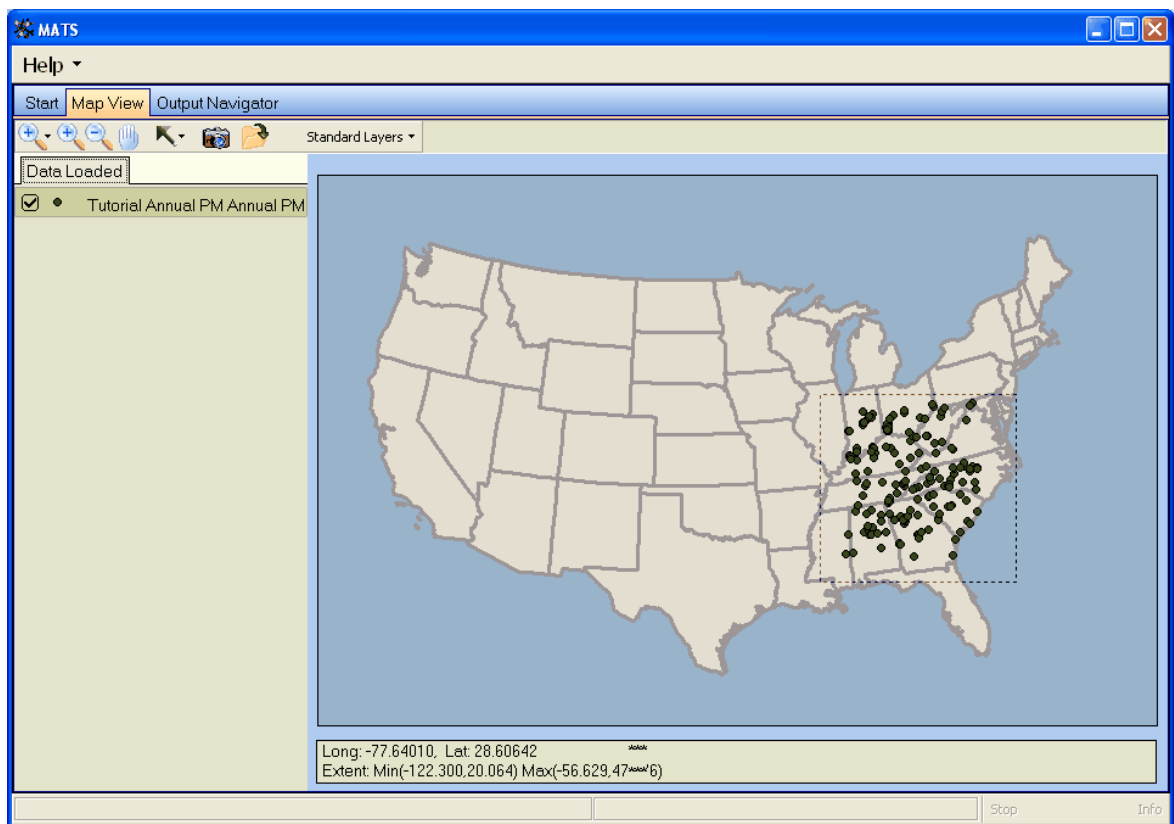 MATS
Help
Start Map View Output Navigator
Standard Layers
Data Loaded
Tutorial Annual PM Annual PM
Long: -77.64010, Lat: 28.60642 ****
Extent: Min(-122.300,20.064) Max(-56.629,47****6)
Stop Info